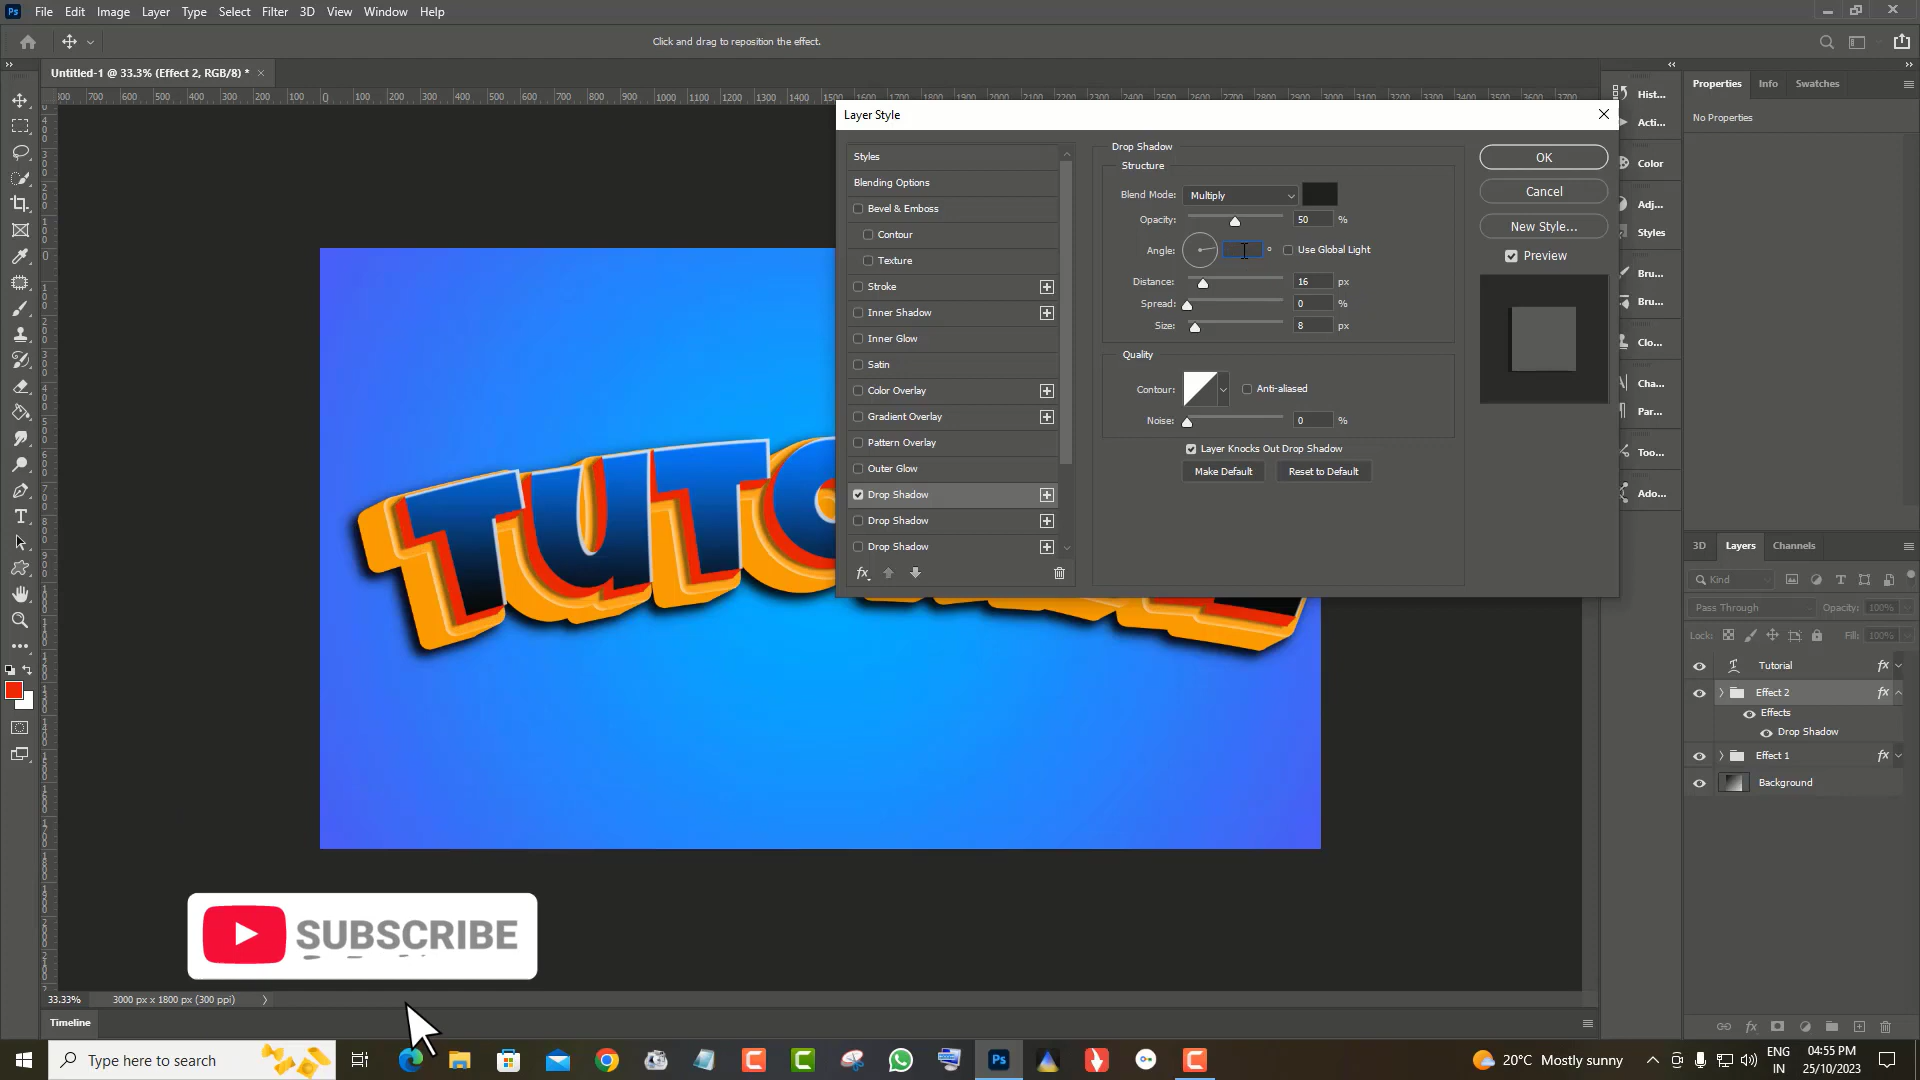 Ps File Edit Image Layer Type Select Filter 3D View Window Help
Click and drag to reposition the effect.
Untitled-1 @ 33.3% (Effect 2, RGB/8) *
Layer Style
Styles
Blending Options
Bevel & Emboss
Contour
Texture
Stroke
Inner Shadow
Inner Glow
Satin
Color Overlay
Gradient Overlay
Pattern Overlay
Outer Glow
Drop Shadow
Drop Shadow
Drop Shadow
fx
Drop Shadow
Structure
Blend Mode: Multiply
Opacity: 50 %
Angle: ° Use Global Light
Distance: 16 px
Spread: 0 %
Size: 8 px
Quality
Contour: Anti-aliased
Noise: 0 %
Layer Knocks Out Drop Shadow
Make Default Reset to Default
OK
Cancel
New Style...
Preview
Hist...
Acti...
Color
Adj...
Styles
Bru...
Bru...
Clo...
Cha...
Par...
Too...
Ado...
Properties Info Swatches
No Properties
3D Layers Channels
Kind
Pass Through Opacity: 100%
Lock: Fill: 100%
Tutorial fx
Effect 2 fx
Effects
Drop Shadow
Effect 1 fx
Background
SUBSCRIBE
33.33% 3000 px x 1800 px (300 ppi)
Timeline
Type here to search
20°C Mostly sunny
ENG
IN
04:55 PM
25/10/2023